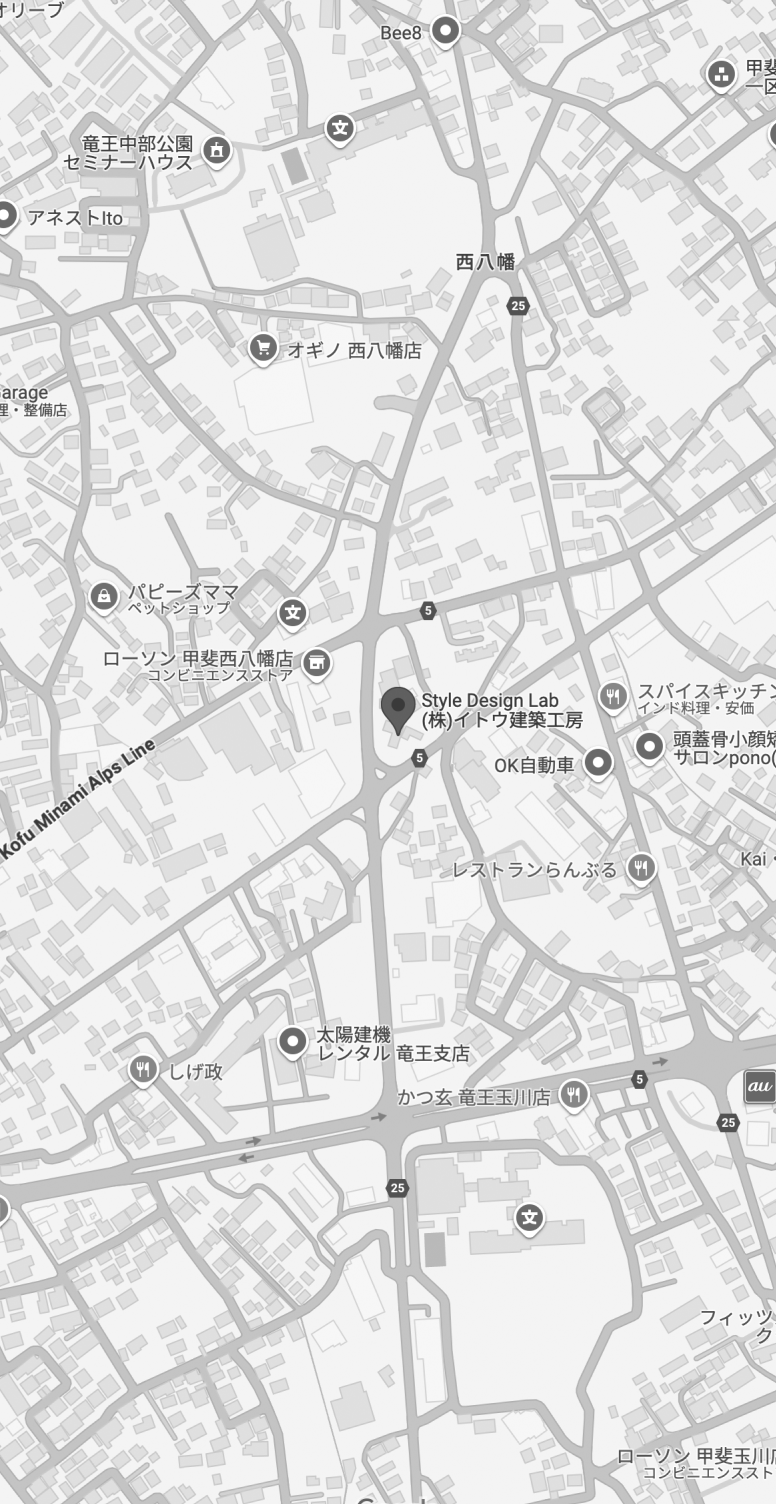 オリーブ
Bee8
甲斐
一区
竜王中部公園
セミナーハウス
文
アネストIto
西八幡
25
オギノ 西八幡店
Garage
理・整備店
パピーズママ
ペットショップ
文
5
ローソン 甲斐西八幡店
コンビニエンスストア
スパイスキッチン
インド料理・安価
Style Design Lab
(株)イトウ建築工房
頭蓋骨小顔矯
サロンpono(
5
OK自動車
Kofu Minami Alps Line
レストランらんぶる
Kai・
太陽建機
レンタル 竜王支店
しげ政
5
au
かつ玄 竜王玉川店
25
25
文
フィッツ
ク
ローソン 甲斐玉川店
コンビニエンススト